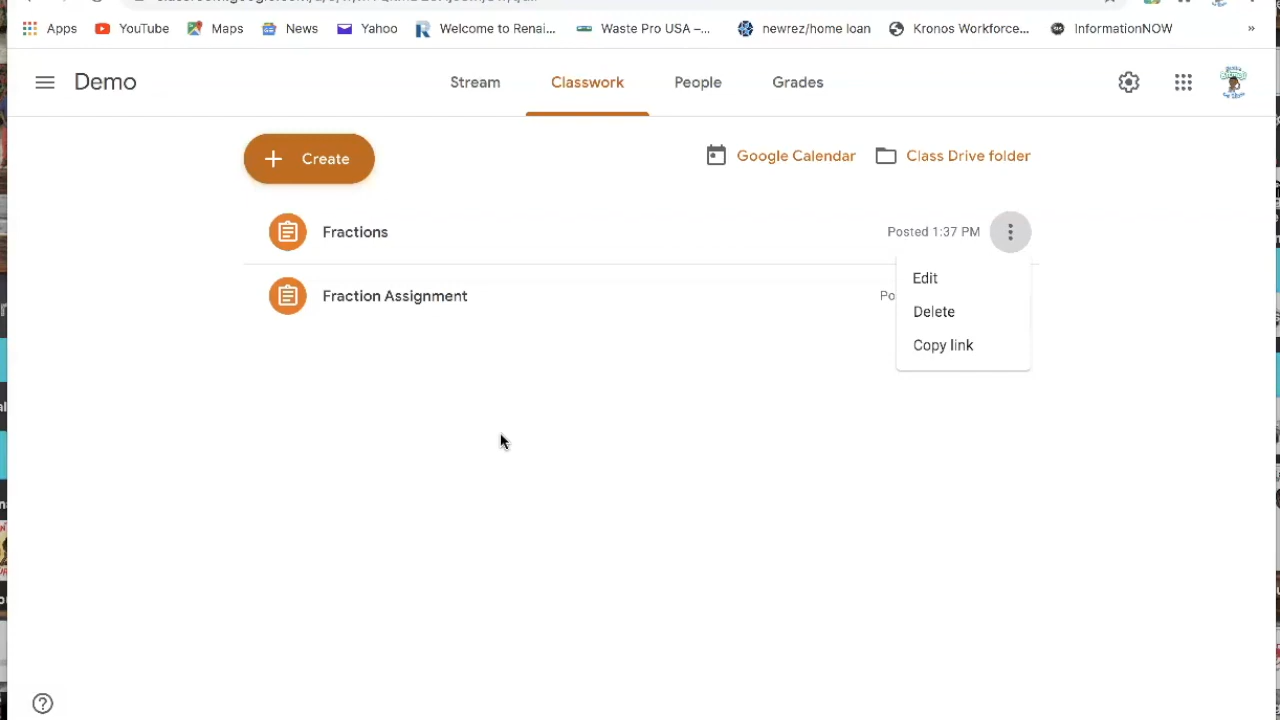 Apps YouTube Maps News Yahoo Welcome to Renai... Waste Pro USA –... newrez/home loan Kronos Workforce... InformationNOW »
Demo Stream Classwork People Grades
+ Create Google Calendar Class Drive folder
Fractions Posted 1:37 PM
Edit
Fraction Assignment Po
Delete
Copy link